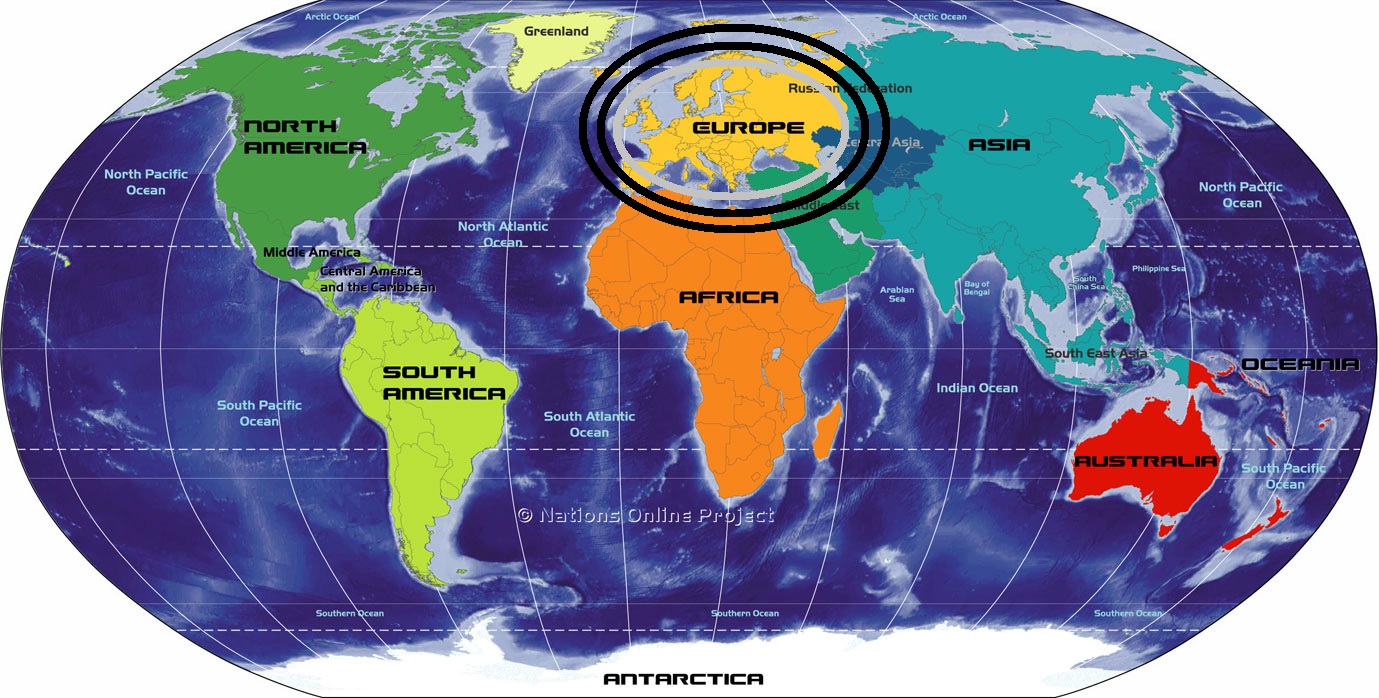 Arctic Ocean
Arctic Ocean
Greenland
Russian Federation
NORTH
AMERICA
EUROPE
Central Asia
ASIA
North Pacific
Ocean
North Pacific
Ocean
Middle East
North Atlantic
Ocean
Middle America
Central America
and the Caribbean
Philippine Sea
South
China Sea
Arabian
Sea
Bay of
Bengal
AFRICA
South East Asia
OCEANIA
SOUTH
AMERICA
Indian Ocean
South Pacific
Ocean
South Atlantic
Ocean
AUSTRALIA
South Pacific
Ocean
© Nations Online Project
Southern Ocean
Southern Ocean
Southern Ocean
ANTARCTICA